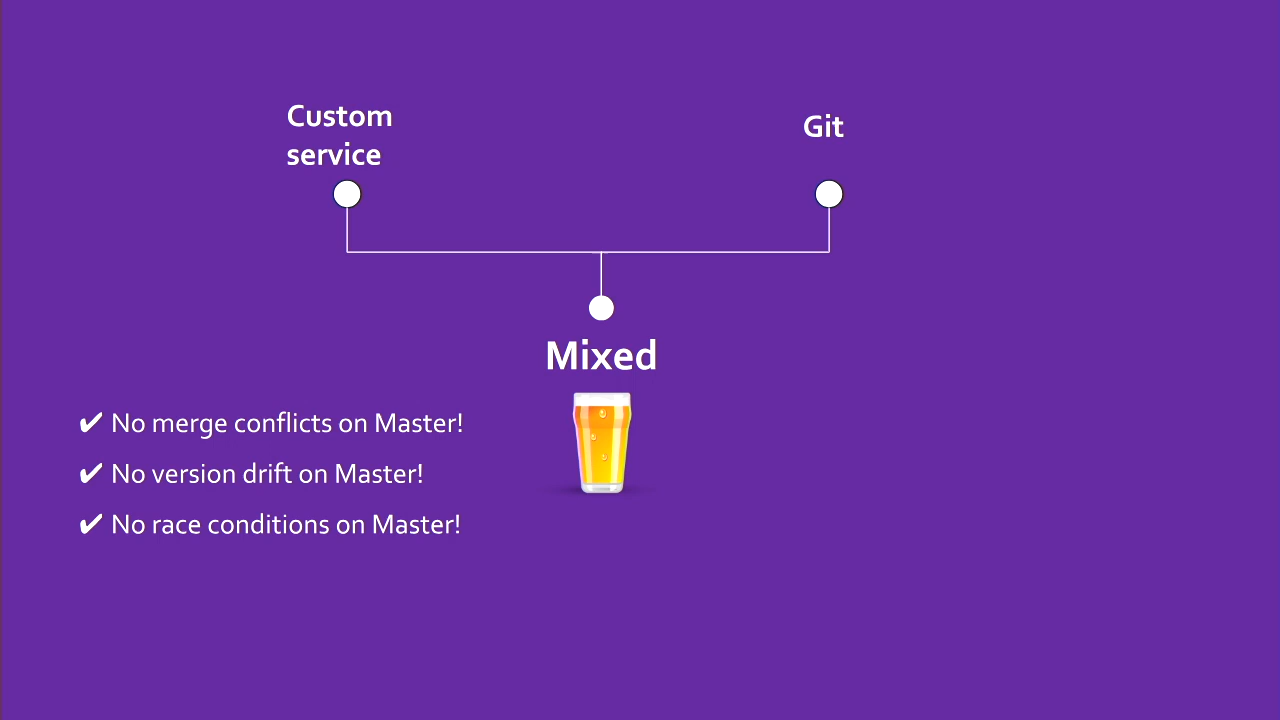 Custom
service
Git
Mixed
✔ No merge conflicts on Master!
✔ No version drift on Master!
✔ No race conditions on Master!